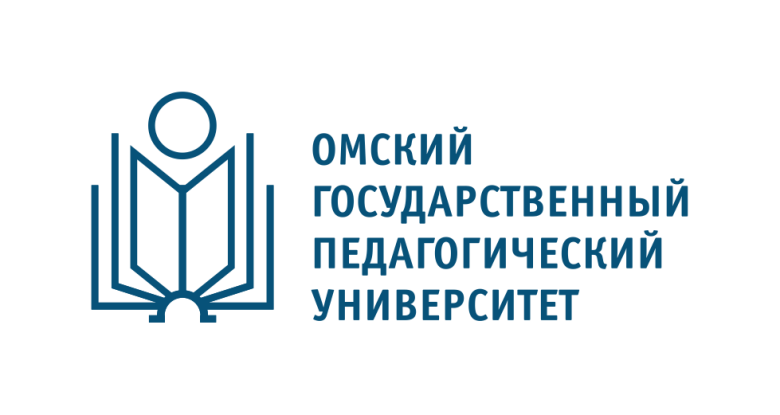 ОМСКИЙ
ГОСУДАРСТВЕННЫЙ
ПЕДАГОГИЧЕСКИЙ
УНИВЕРСИТЕТ